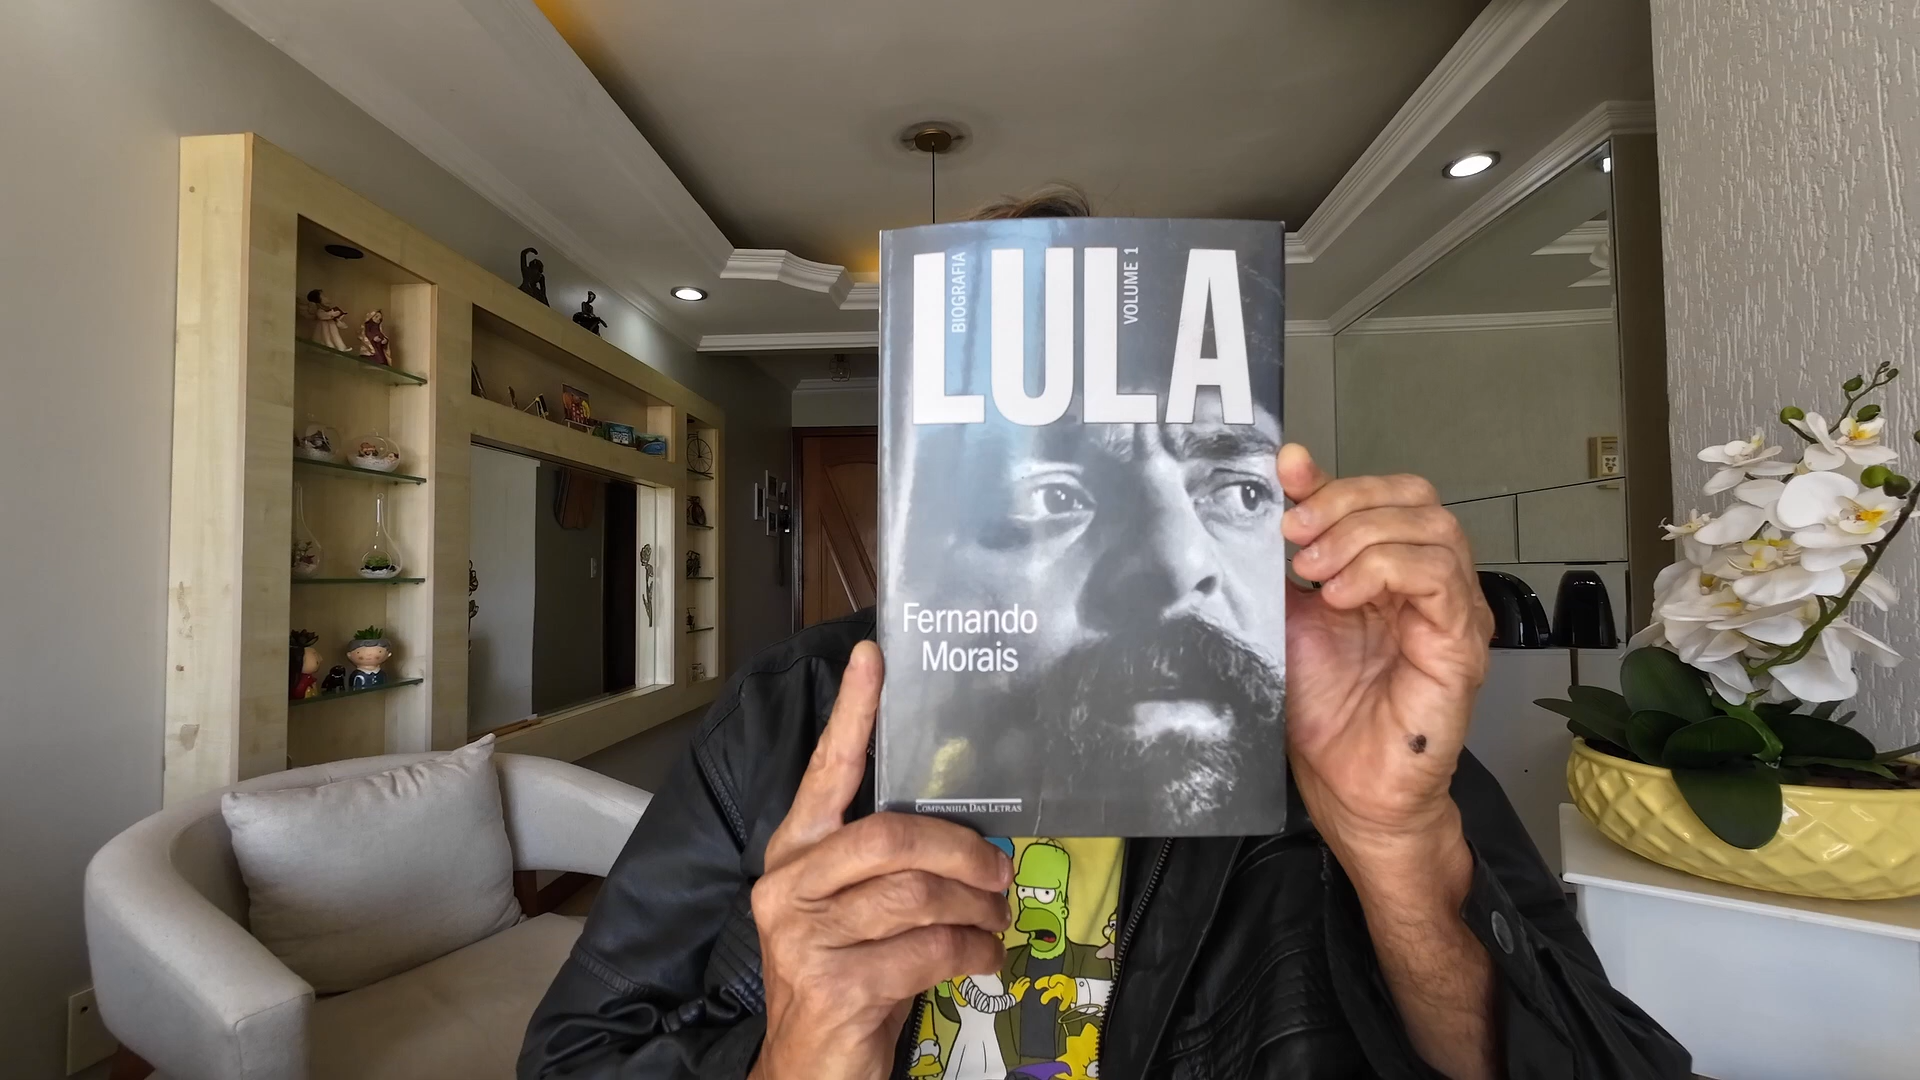 LULA
BIOGRAFIA
VOLUME 1
Fernando
Morais
COMPANHIA DAS LETRAS